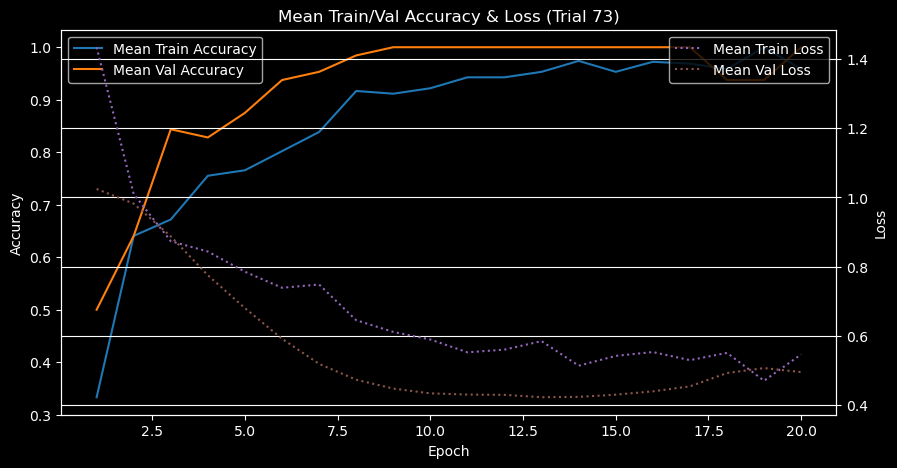 Mean Train/Val Accuracy & Loss (Trial 73)
Mean Train Accuracy
Mean Val Accuracy
Mean Train Loss
Mean Val Loss
1.0
0.9
0.8
0.7
0.6
0.5
0.4
0.3
Accuracy
1.4
1.2
1.0
0.8
0.6
0.4
Loss
2.5
5.0
7.5
10.0
12.5
15.0
17.5
20.0
Epoch